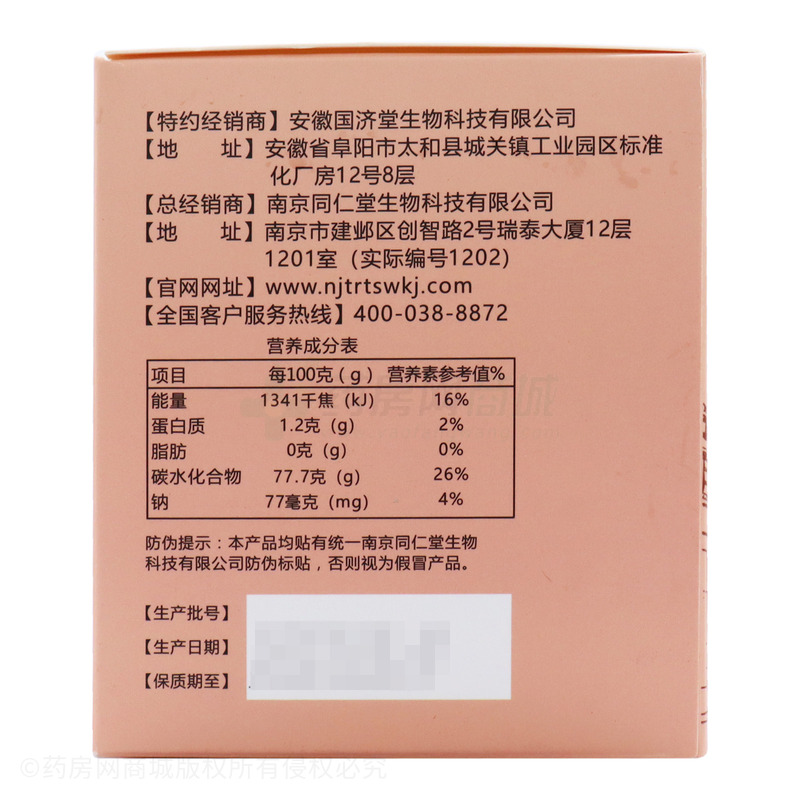 【特约经销商】安徽国济堂生物科技有限公司
【地 址】安徽省阜阳市太和县城关镇工业园区标准
化厂房12号8层
【总经销商】南京同仁堂生物科技有限公司
【地 址】南京市建邺区创智路2号瑞泰大厦12层
1201室（实际编号1202）
【官网网址】www.njtrtswkj.com
【全国客户服务热线】400-038-8872
营养成分表
项目 每100克(g) 营养素参考值%
能量 1341千焦(kJ) 16%
蛋白质 1.2克(g) 2%
脂肪 0克(g) 0%
碳水化合物 77.7克(g) 26%
钠 77毫克(mg) 4%
防伪提示：本产品均贴有统一南京同仁堂生物
科技有限公司防伪标贴，否则视为假冒产品。
【生产批号】
【生产日期】
【保质期至】
药房网商城
©药房网商城版权所有侵权必究